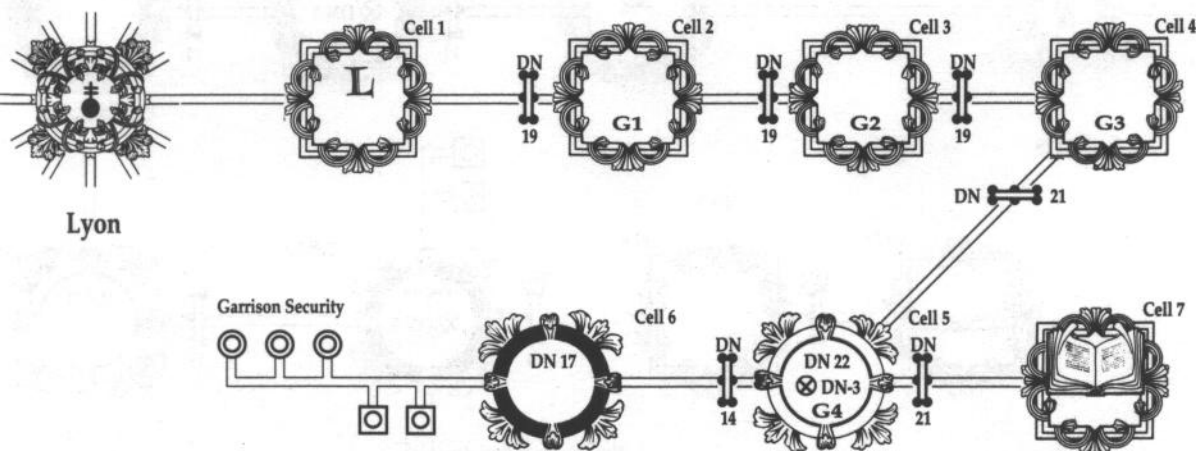 Cell 1
Cell 2
Cell 3
Cell 4
L
DN
19
G1
DN
19
G2
DN
19
G3
Lyon
DN 21
Garrison Security
Cell 6
DN 17
DN
14
Cell 5
DN 22
DN-3
G4
DN
21
Cell 7